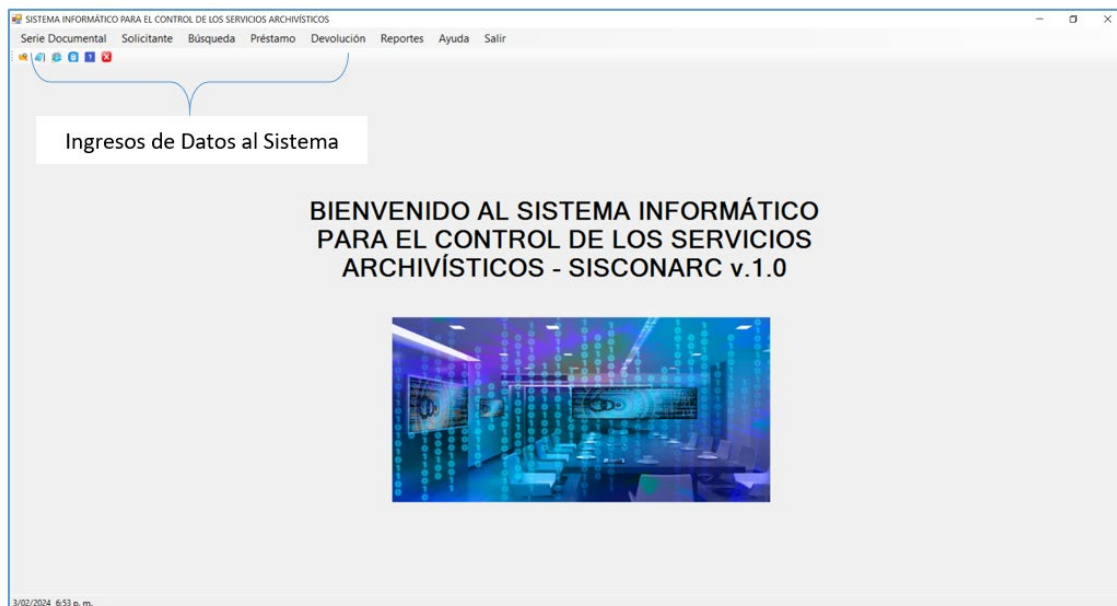 SISTEMA INFORMÁTICO PARA EL CONTROL DE LOS SERVICIOS ARCHIVÍSTICOS
Serie Documental Solicitante Búsqueda Préstamo Devolución Reportes Ayuda Salir
Ingresos de Datos al Sistema
BIENVENIDO AL SISTEMA INFORMÁTICO
PARA EL CONTROL DE LOS SERVICIOS
ARCHIVÍSTICOS - SISCONARC v.1.0
3/02/2024 6:53 p. m.